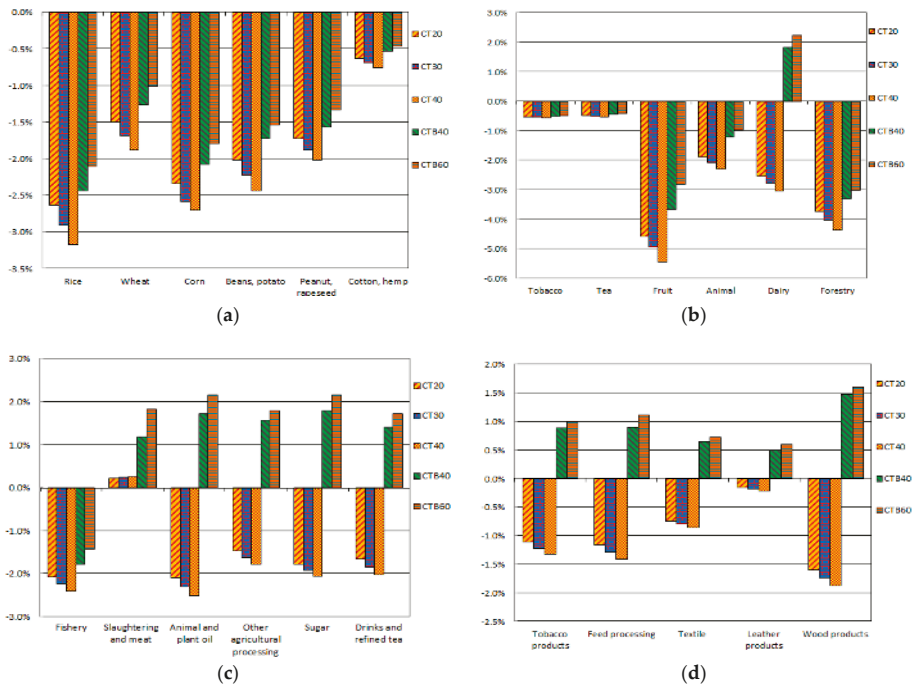 0.0%
-0.5%
-1.0%
-1.5%
-2.0%
-2.5%
-3.0%
-3.5%
Rice Wheat Corn Beans, potato Peanut, rapeseed Cotton, hemp
CT20
CT30
CT40
CTB40
CTB60
(a)
3.0%
2.0%
1.0%
0.0%
-1.0%
-2.0%
-3.0%
-4.0%
-5.0%
-6.0%
Tobacco Tea Fruit Animal Dairy Forestry
CT20
CT30
CT40
CTB40
CTB60
(b)
3.0%
2.0%
1.0%
0.0%
-1.0%
-2.0%
-3.0%
Fishery Slaughtering and meat Animal and plant oil Other agricultural processing Sugar Drinks and refined tea
CT20
CT30
CT40
CTB40
CTB60
(c)
2.0%
1.5%
1.0%
0.5%
0.0%
-0.5%
-1.0%
-1.5%
-2.0%
-2.5%
Tobacco products Feed processing Textile Leather products Wood products
CT20
CT30
CT40
CTB40
CTB60
(d)